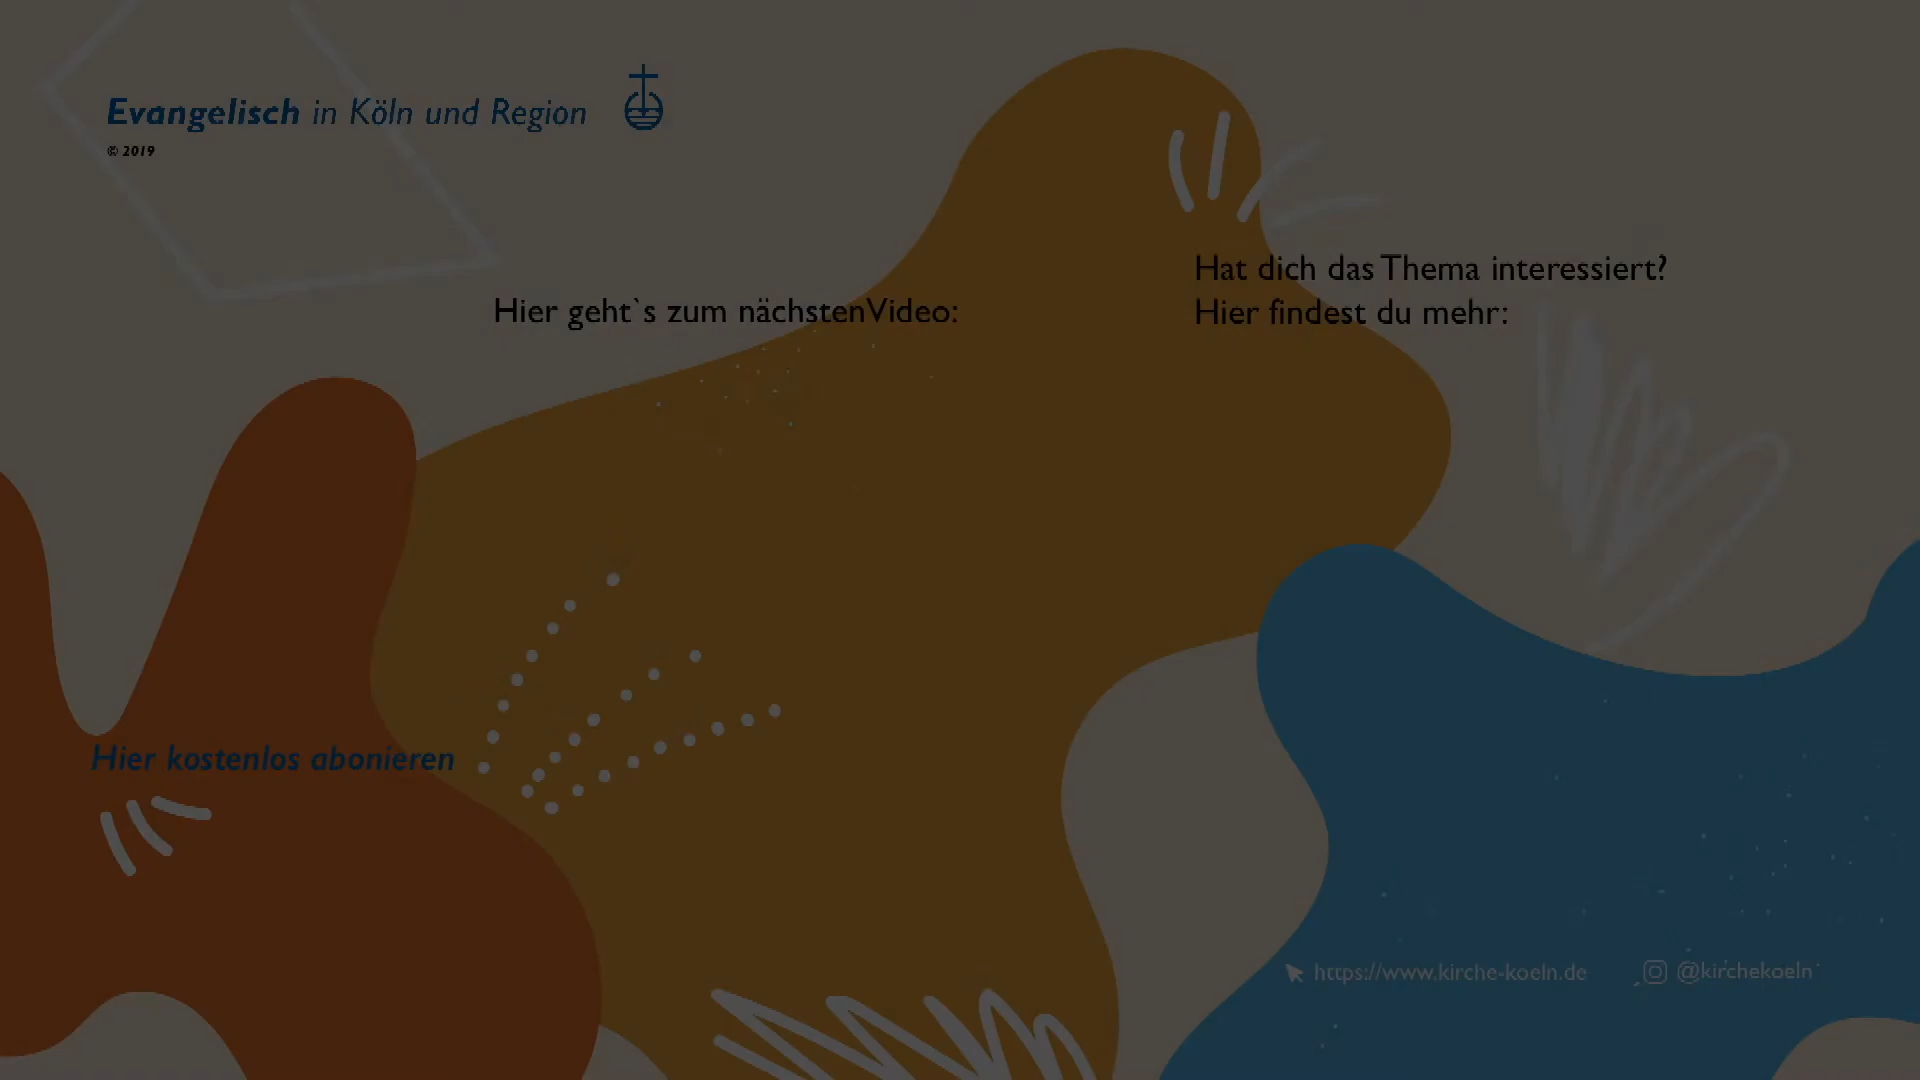 Evangelisch in Köln und Region
© 2019
Hat dich das Thema interessiert?
Hier findest du mehr:
Hier geht`s zum nächsten Video:
Hier kostenlos abonieren
https://www.kirche-koeln.de
@kirchekoeln